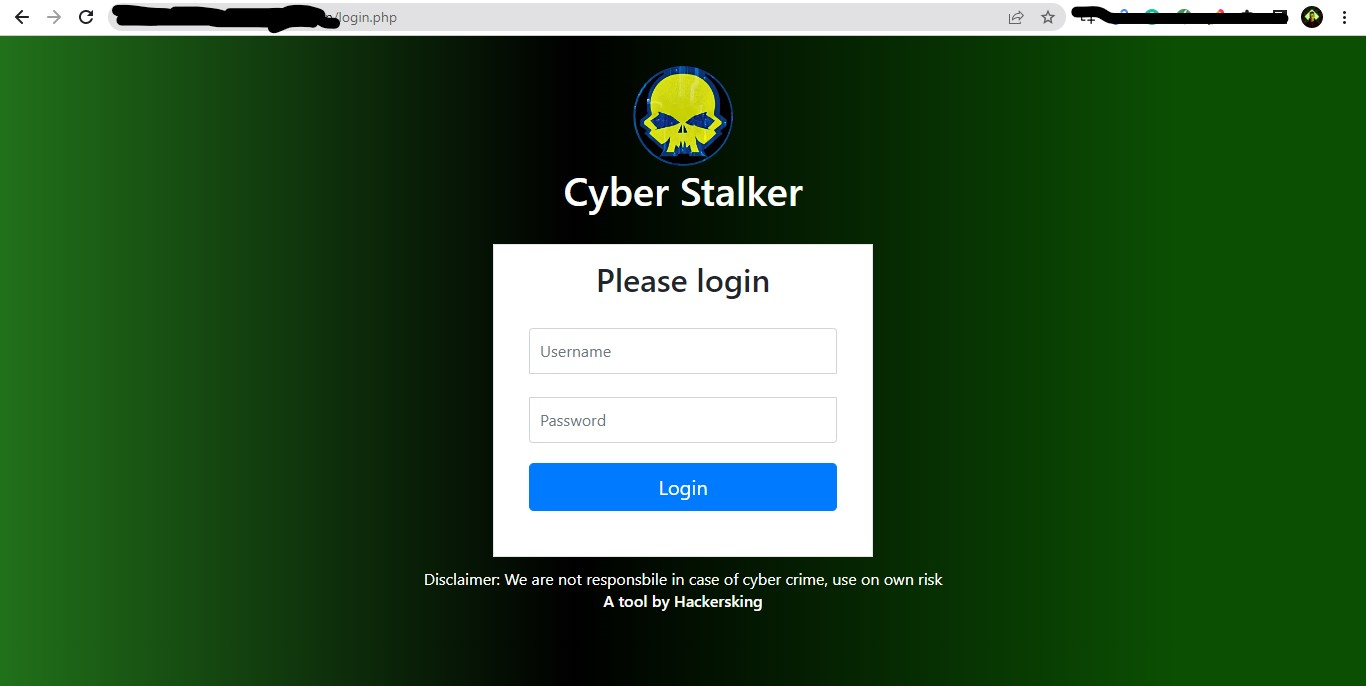 /login.php
Cyber Stalker
Please login
Username
Password
Login
Disclaimer: We are not responsbile in case of cyber crime, use on own risk
A tool by Hackersking